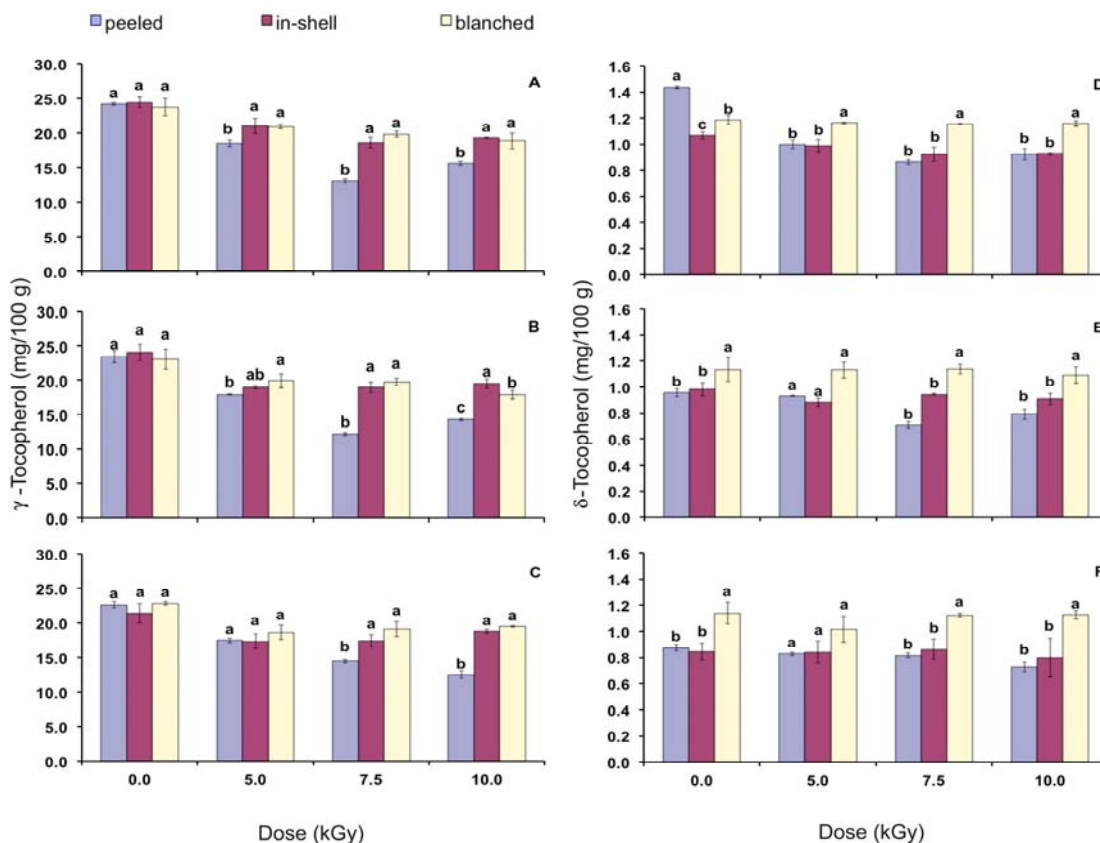 peeled in-shell blanched
A
30.0
25.0
20.0
15.0
10.0
5.0
0.0
a a a
b a a
b a a
b a a
B
30.0
25.0
20.0
15.0
10.0
5.0
0.0
a a a
b ab a
b a a
c a b
C
30.0
25.0
20.0
15.0
10.0
5.0
0.0
a a a
a a a
b a a
b a a
0.0 5.0 7.5 10.0
Dose (kGy)
γ -Tocopherol (mg/100 g)
D
1.6
1.4
1.2
1.0
0.8
0.6
0.4
0.2
0.0
a c b
b b a
b b a
b b a
E
1.6
1.4
1.2
1.0
0.8
0.6
0.4
0.2
0.0
b b a
a a a
b b a
b b a
F
1.6
1.4
1.2
1.0
0.8
0.6
0.4
0.2
0.0
b b a
a a a
b b a
b b a
0.0 5.0 7.5 10.0
Dose (kGy)
δ-Tocopherol (mg/100 g)